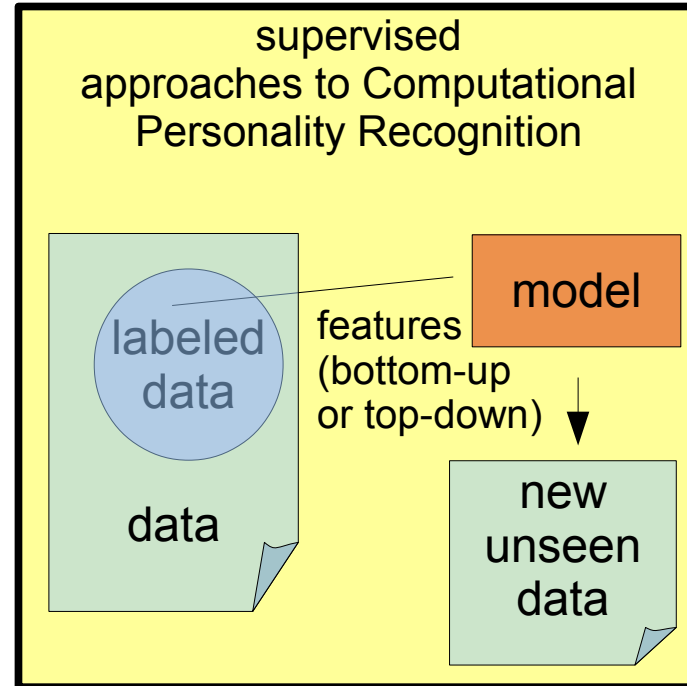 supervised
approaches to Computational
Personality Recognition
labeled
data
data
features
(bottom-up
or top-down)
model
new
unseen
data